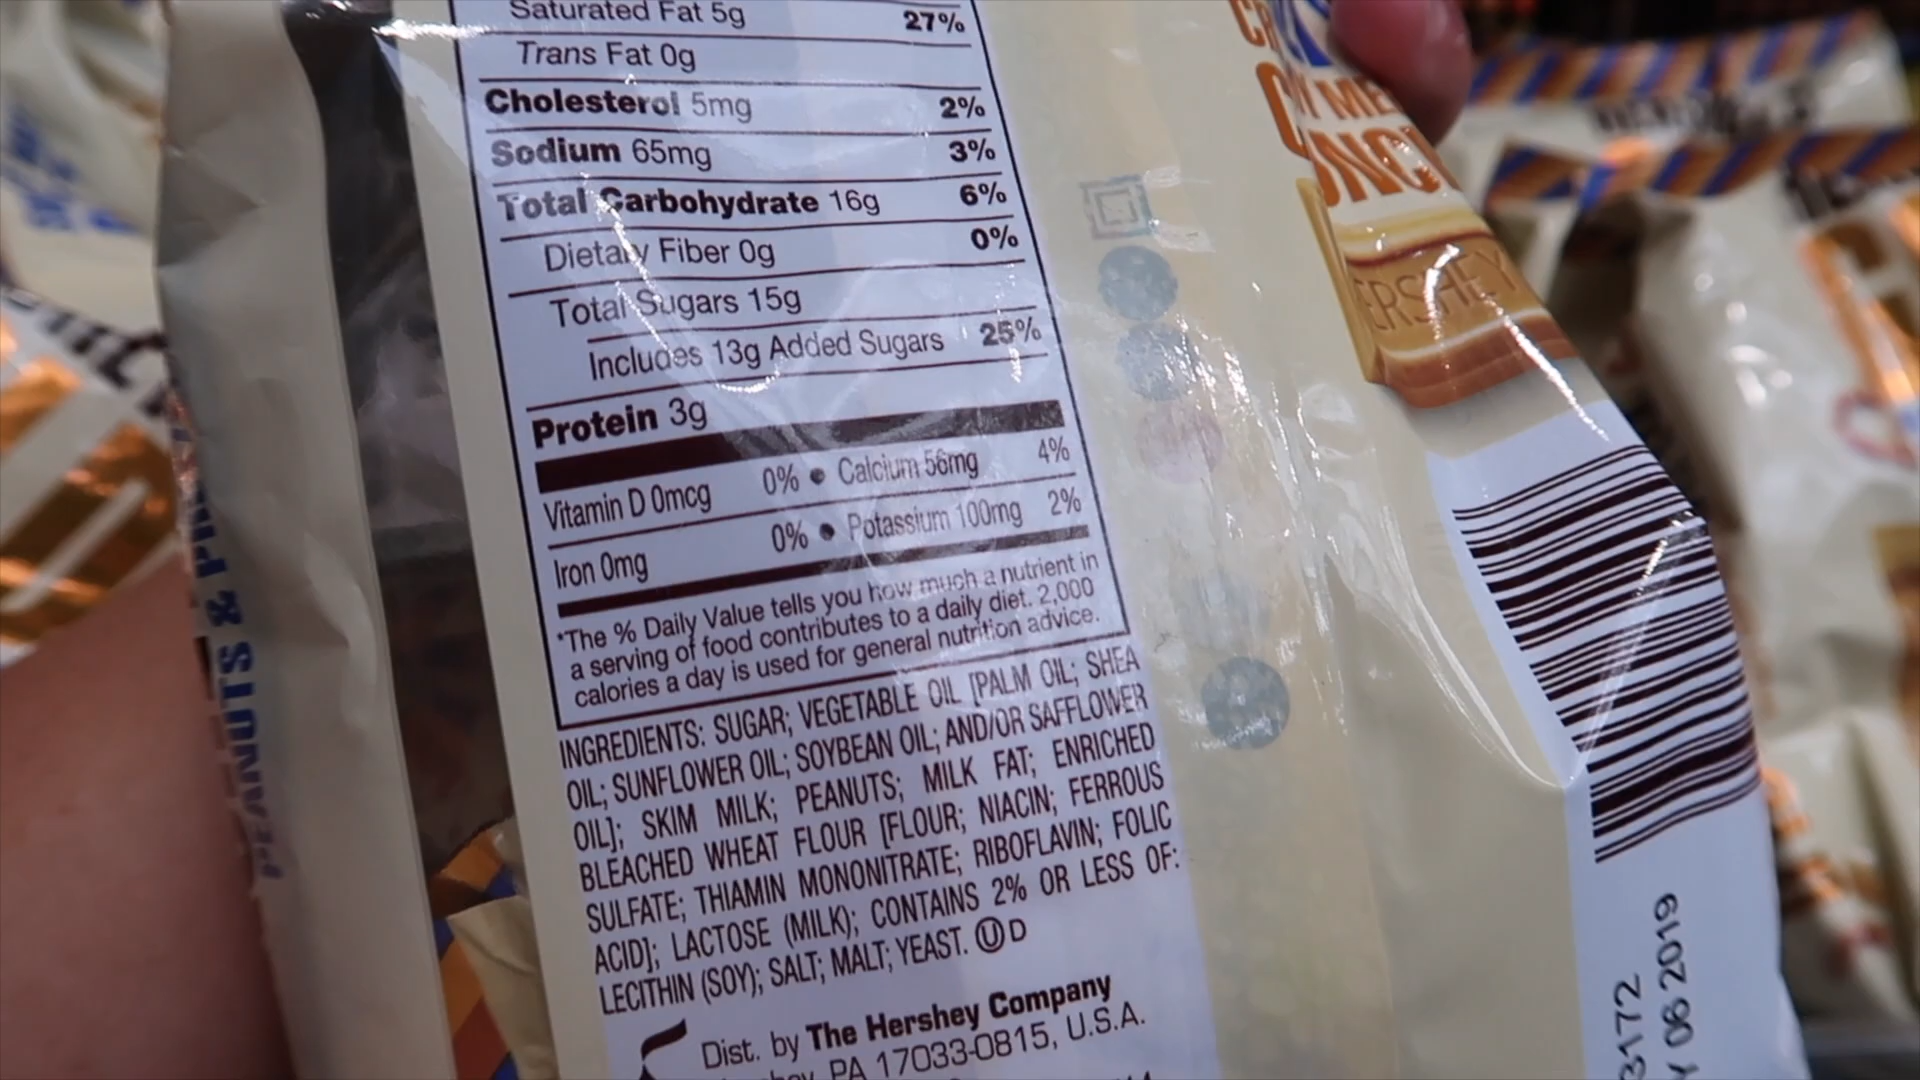 Saturated Fat 5g 27%
Trans Fat 0g
Cholesterol 5mg 2%
Sodium 65mg 3%
Total Carbohydrate 16g 6%
Dietary Fiber 0g 0%
Total Sugars 15g
Includes 13g Added Sugars 25%
Protein 3g
Vitamin D 0mcg 0% • Calcium 56mg 4%
Iron 0mg 0% • Potassium 100mg 2%
*The % Daily Value tells you how much a nutrient in
a serving of food contributes to a daily diet. 2,000
calories a day is used for general nutrition advice.
INGREDIENTS: SUGAR; VEGETABLE OIL [PALM OIL; SHEA
OIL; SUNFLOWER OIL; SOYBEAN OIL; AND/OR SAFFLOWER
OIL]; SKIM MILK; PEANUTS; MILK FAT; ENRICHED
BLEACHED WHEAT FLOUR [FLOUR; NIACIN; FERROUS
SULFATE; THIAMIN MONONITRATE; RIBOFLAVIN; FOLIC
ACID]; LACTOSE (MILK); CONTAINS 2% OR LESS OF:
LECITHIN (SOY); SALT; MALT; YEAST. Ⓤ D
Dist. by The Hershey Company
PA 17033-0815, U.S.A.
PEANUTS &
ERSHEY
3172
08 2019